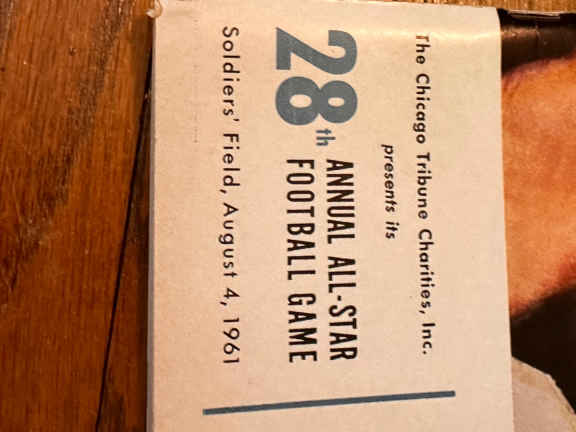 The Chicago Tribune Charities, Inc.
presents its
28th ANNUAL ALL-STAR
FOOTBALL GAME
Soldiers' Field, August 4, 1961